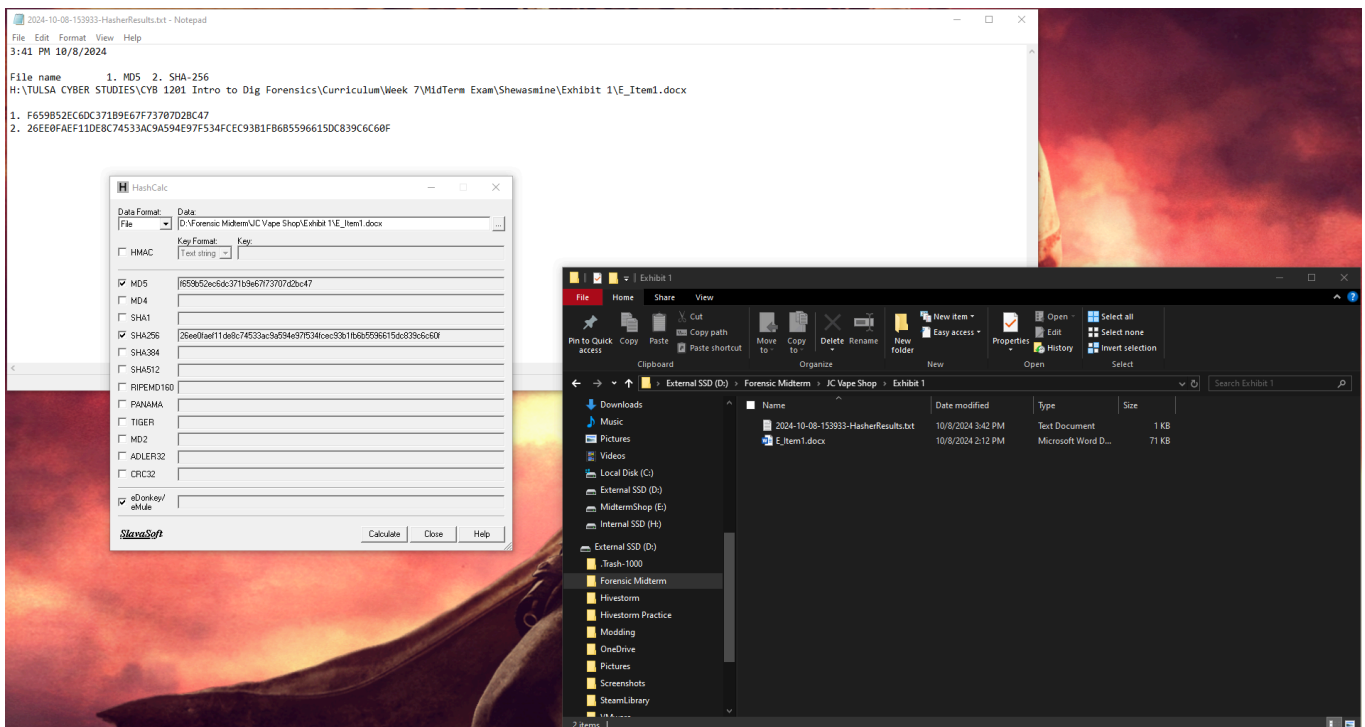 2024-10-08-153933-HasherResults.txt - Notepad
File Edit Format View Help
3:41 PM 10/8/2024
File name 1. MD5 2. SHA-256
H:\TULSA CYBER STUDIES\CYB 1201 Intro to Dig Forensics\Curriculum\Week 7\MidTerm Exam\Shewasmine\Exhibit 1\E_Item1.docx
1. F659B52EC6DC371B9E67F73707D2BC47
2. 26EE0FAEF11DE8C74533AC9A594E97F534FCEC93B1FB6B5596615DC839C6C60F
H HashCalc
Data Format: Data:
File D:\Forensic Midterm\JC Vape Shop\Exhibit 1\E_Item1.docx ...
Key Format: Key:
HMAC Text string
MD5 f659b52ec6dc371b9e67f73707d2bc47
MD4
SHA1
SHA256 26ee0faef11de8c74533ac9a594e97f534fcec93b1fb6b5596615dc839c6c60f
SHA384
SHA512
RIPEMD160
PANAMA
TIGER
MD2
ADLER32
CRC32
eDonkey/
eMule
SlavaSoft Calculate Close Help
Exhibit 1
File Home Share View
Pin to Quick access
Copy
Paste
Cut
Copy path
Paste shortcut
Clipboard
Move to
Copy to
Delete
Rename
New folder
Organize
New item
Easy access
New
Properties
Open
Edit
History
Open
Select all
Select none
Invert selection
Select
External SSD (D:) › Forensic Midterm › JC Vape Shop › Exhibit 1
Search Exhibit 1
Downloads
Music
Pictures
Videos
Local Disk (C:)
External SSD (D:)
MidtermShop (E:)
Internal SSD (H:)
External SSD (D:)
.Trash-1000
Forensic Midterm
Hivestorm
Hivestorm Practice
Modding
OneDrive
Pictures
Screenshots
SteamLibrary
Name Date modified Type Size
2024-10-08-153933-HasherResults.txt 10/8/2024 3:42 PM Text Document 1 KB
E_Item1.docx 10/8/2024 2:12 PM Microsoft Word D... 71 KB
2 items